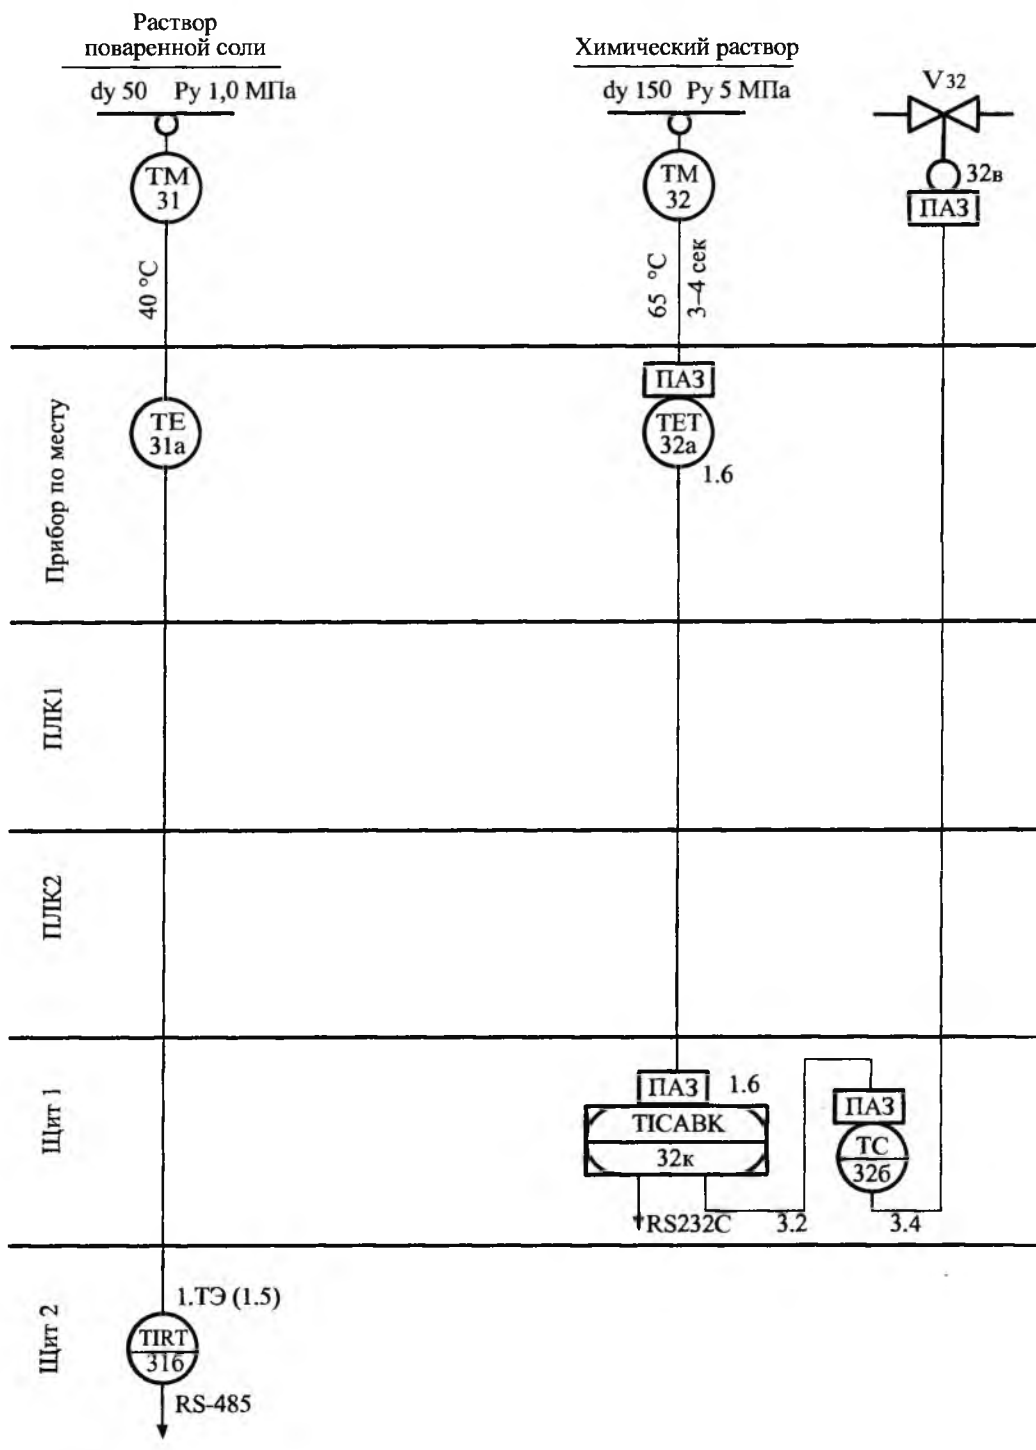 Раствор
поваренной соли
dy 50 Py 1,0 МПа
Химический раствор
dy 150 Py 5 МПа
V32
32в
ПАЗ
TM
31
TM
32
40 °C
65 °C
3–4 сек
Прибор по месту
TE
31а
ПАЗ
TET
32а
1.6
ПЛК1
ПЛК2
Щит 1
ПАЗ
1.6
TICABK
32к
RS232C
3.2
ПАЗ
TC
32б
3.4
Щит 2
1.ТЭ (1.5)
TIRT
31б
RS-485